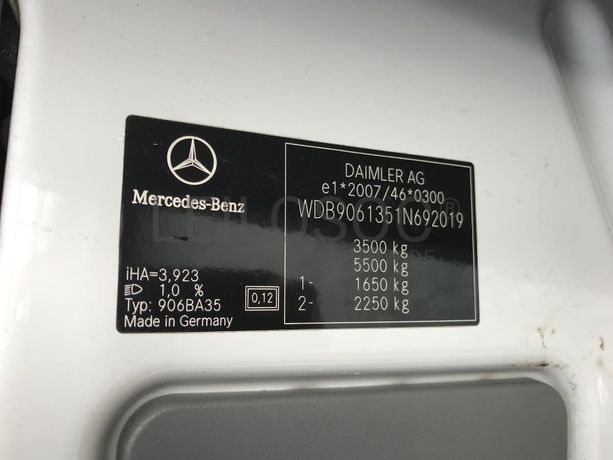 Mercedes-Benz
iHA=3,923
1,0 %
Typ: 906BA35
Made in Germany
0,12
DAIMLER AG
e1*2007/46*0300
WDB9061351N692019
3500 kg
5500 kg
1- 1650 kg
2- 2250 kg
LEILOSOC®